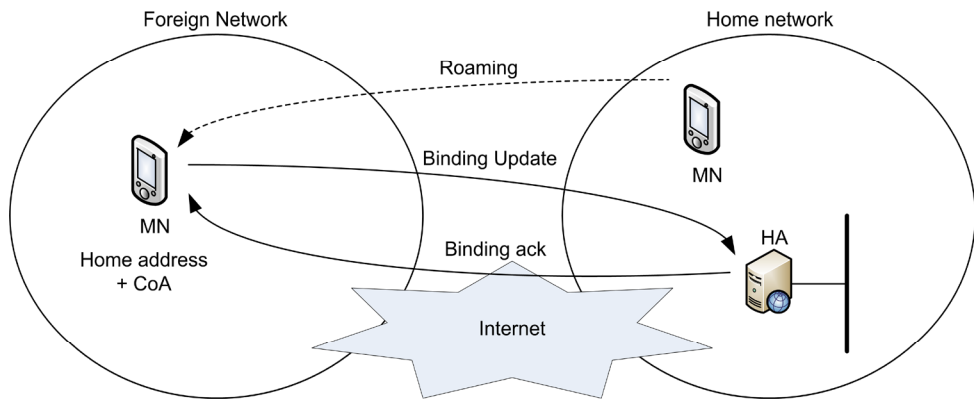 Foreign Network
Home network
Roaming
MN
Binding Update
MN
Home address
+ CoA
HA
Binding ack
Internet